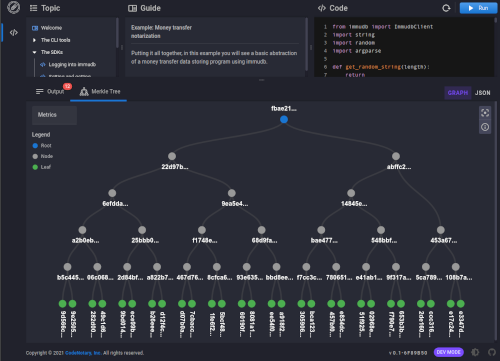 Topic
Guide
Code
Run
Welcome
The CLI tools
The SDKs
Logging into immudb
Example: Money transfer
notarization
Putting it all together, in this example you will see a basic abstraction
of a money transfer data storing program using immudb.
1 from immudb import ImmudbClient
2 import string
3 import random
4 import argparse
5
6 def get_random_string(length):
7 return
Output
12
Merkle Tree
GRAPH
JSON
Metrics
Legend
Root
Node
Leaf
fbae21...
22d97b...
abffc2...
6efdda...
9ea5e4...
14845e...
a2b0eb...
25bbb0...
f1748e...
68d9fa...
bae477...
548bbf...
453a67...
b5c445...
06c068...
2d84bf...
a822b7...
467d76...
8cfca6...
93e635...
bbd8ee...
f7cc3c...
780651...
e41ab1...
9f317a...
5ca789...
108b7a...
Copyright © 2021 Codenotary, Inc. All rights reserved.
v 0.1-6F89B50
DEV MODE